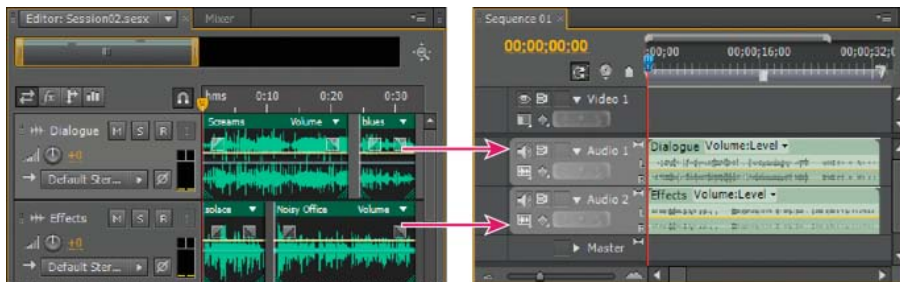 Editor: Session02.sesx
Mixer
hms 0:10 0:20 0:30
Screams Volume blues
Dialogue M S R I
+0
Default Ster...
solace Noisy Office Volume
Effects M S R I
+0
Default Ster...
Sequence 01
00;00;00;00
;00;00 00;00;16;00 00;00;32;0
Video 1
Audio 1
Dialogue Volume:Level
Audio 2
Effects Volume:Level
Master